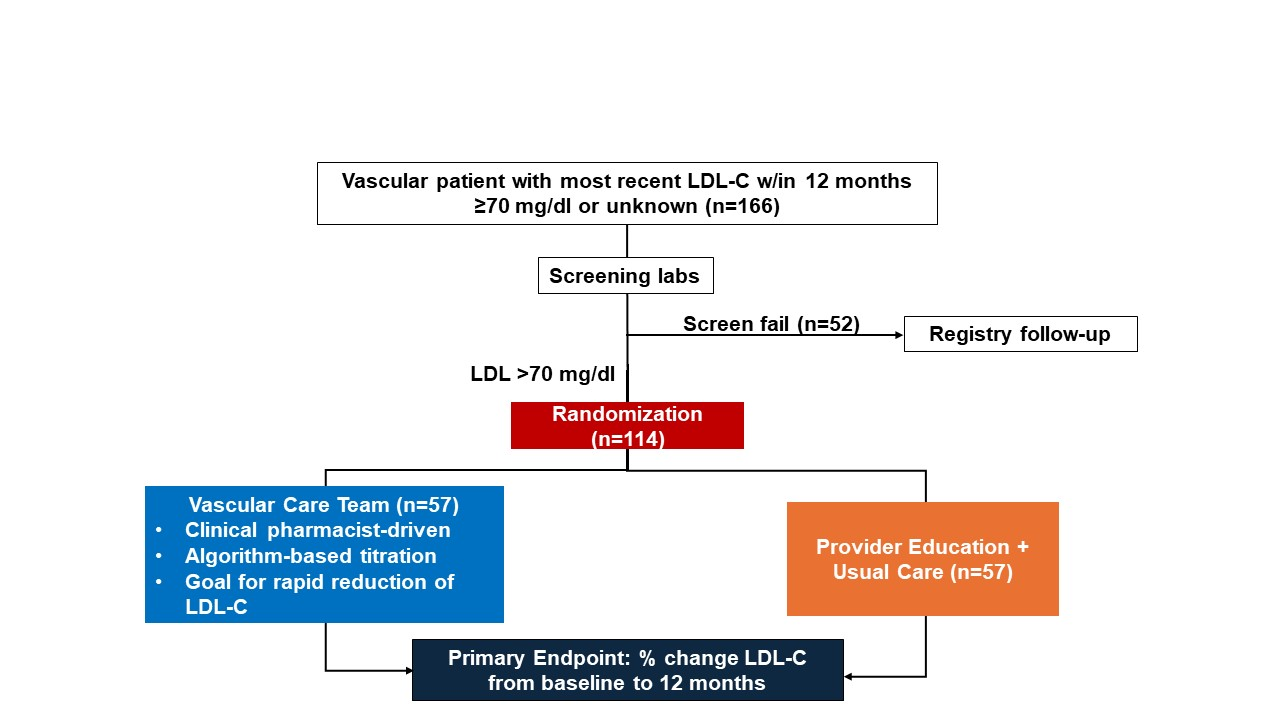 Vascular patient with most recent LDL-C w/in 12 months
≥70 mg/dl or unknown (n=166)
Screening labs
Screen fail (n=52)
Registry follow-up
LDL >70 mg/dl
Randomization
(n=114)
Vascular Care Team (n=57)
• Clinical pharmacist-driven
• Algorithm-based titration
• Goal for rapid reduction of
LDL-C
Provider Education +
Usual Care (n=57)
Primary Endpoint: % change LDL-C
from baseline to 12 months